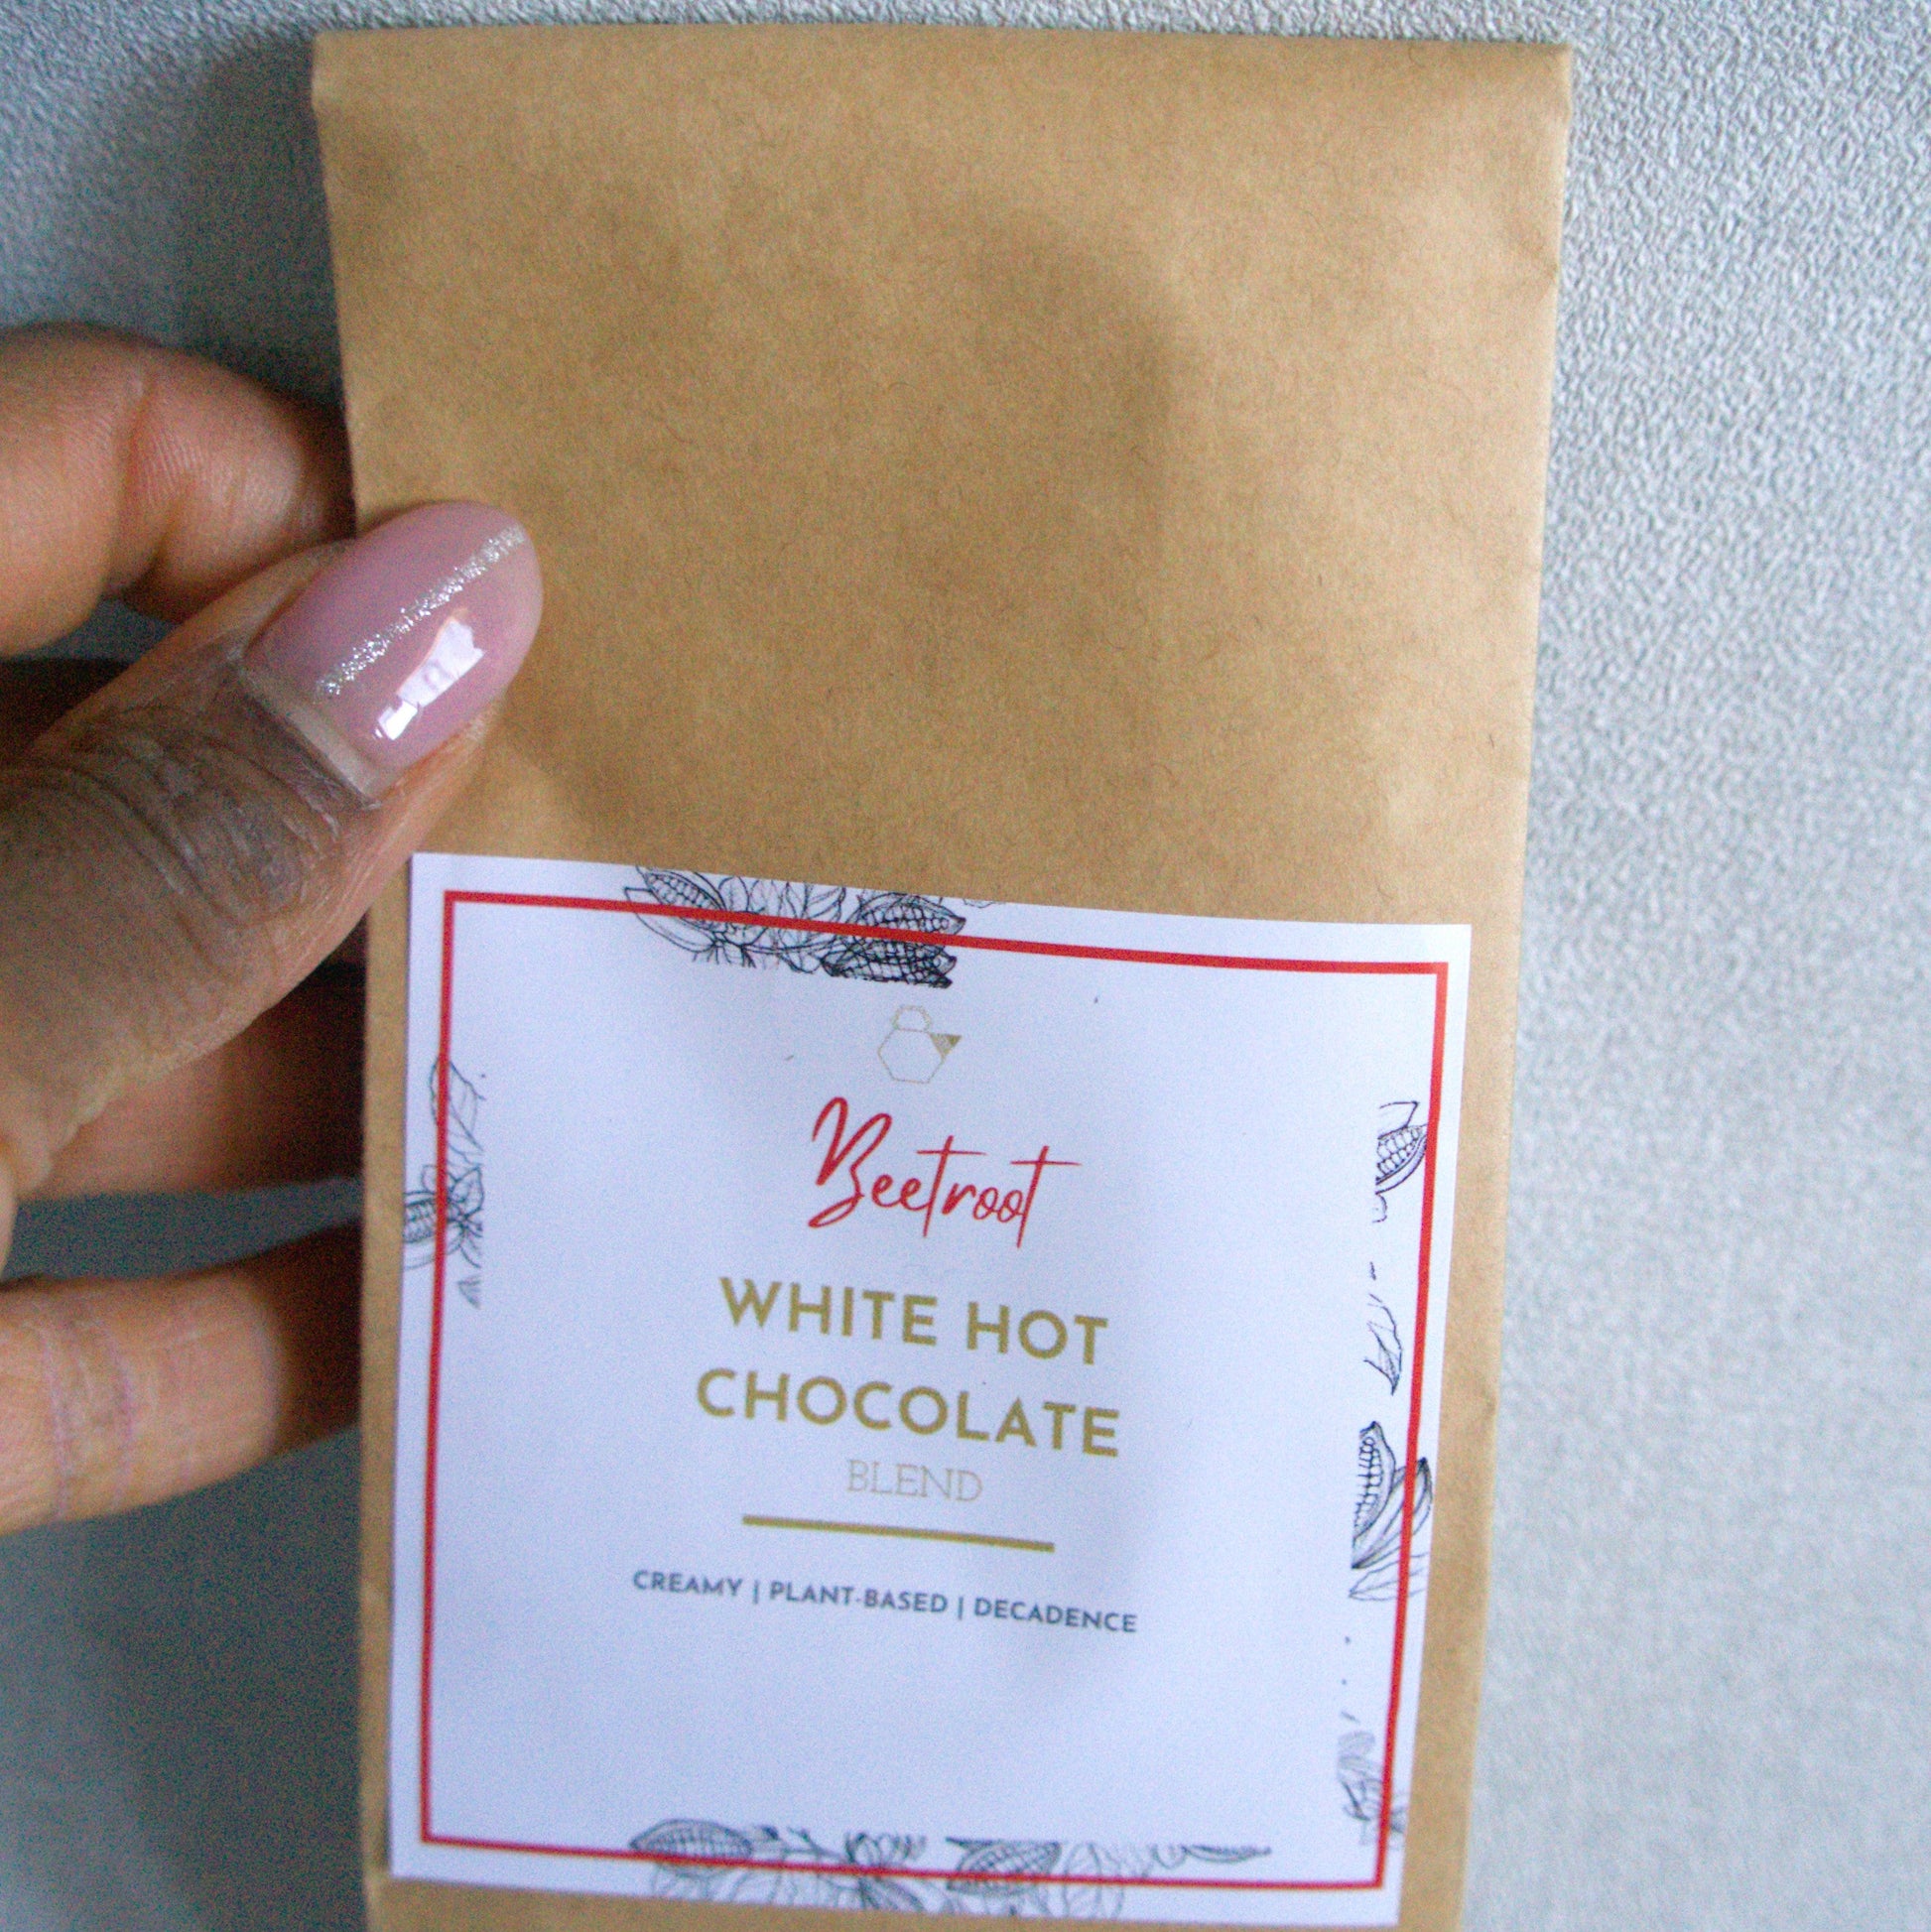 Beetroot
WHITE HOT
CHOCOLATE
BLEND
CREAMY | PLANT-BASED | DECADENCE